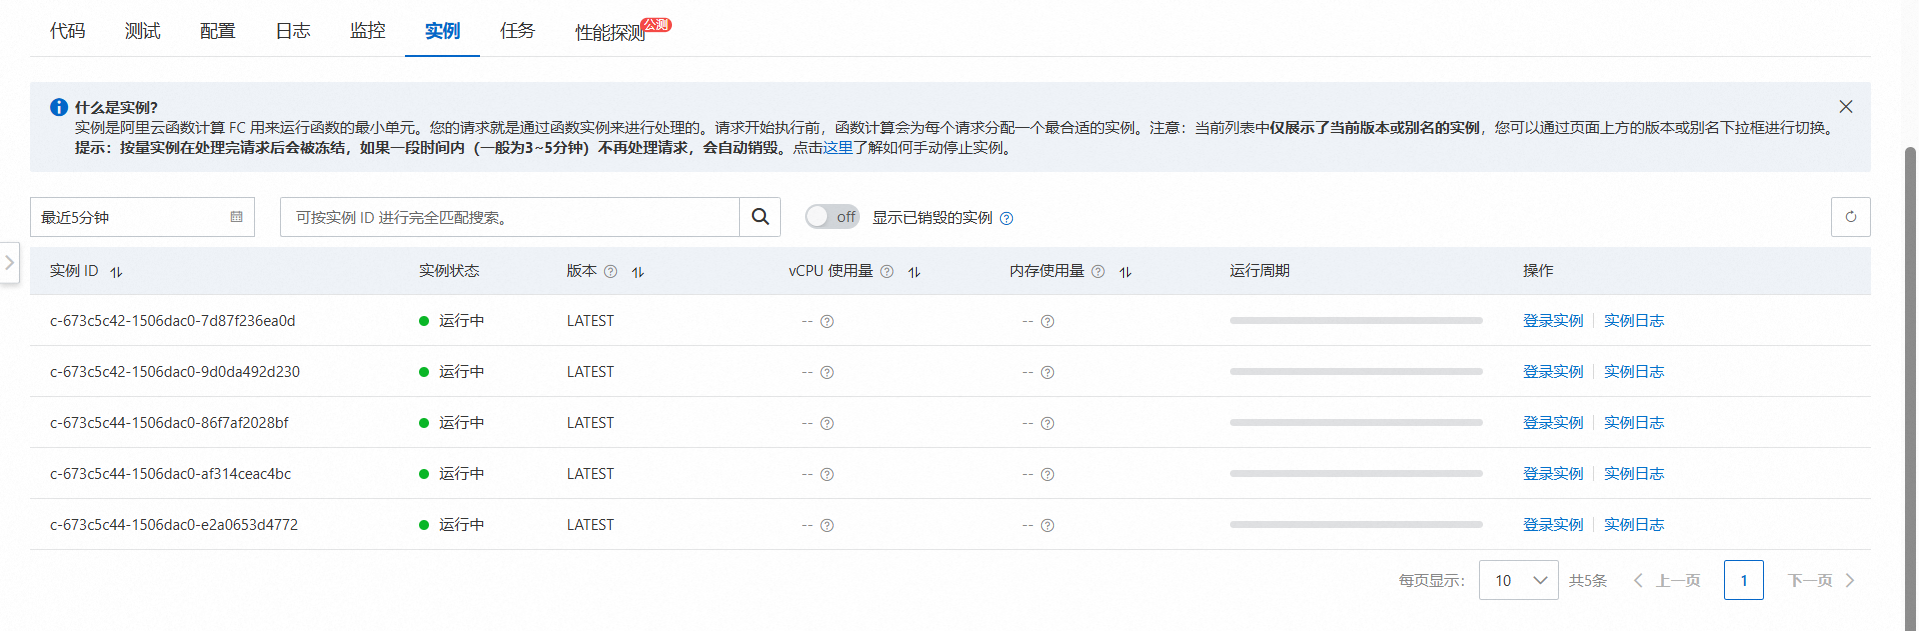 代码 测试 配置 日志 监控 实例 任务 性能探测 公测
什么是实例?
实例是阿里云函数计算 FC 用来运行函数的最小单元。您的请求就是通过函数实例来进行处理的。请求开始执行前，函数计算会为每个请求分配一个最合适的实例。注意：当前列表中仅展示了当前版本或别名的实例，您可以通过页面上方的版本或别名下拉框进行切换。
提示：按量实例在处理完请求后会被冻结，如果一段时间内（一般为3~5分钟）不再处理请求，会自动销毁。点击这里了解如何手动停止实例。
最近5分钟 可按实例 ID 进行完全匹配搜索。 off 显示已销毁的实例
实例 ID 实例状态 版本 vCPU 使用量 内存使用量 运行周期 操作
c-673c5c42-1506dac0-7d87f236ea0d 运行中 LATEST -- -- 登录实例 实例日志
c-673c5c42-1506dac0-9d0da492d230 运行中 LATEST -- -- 登录实例 实例日志
c-673c5c44-1506dac0-86f7af2028bf 运行中 LATEST -- -- 登录实例 实例日志
c-673c5c44-1506dac0-af314ceac4bc 运行中 LATEST -- -- 登录实例 实例日志
c-673c5c44-1506dac0-e2a0653d4772 运行中 LATEST -- -- 登录实例 实例日志
每页显示： 10 共5条 上一页 1 下一页